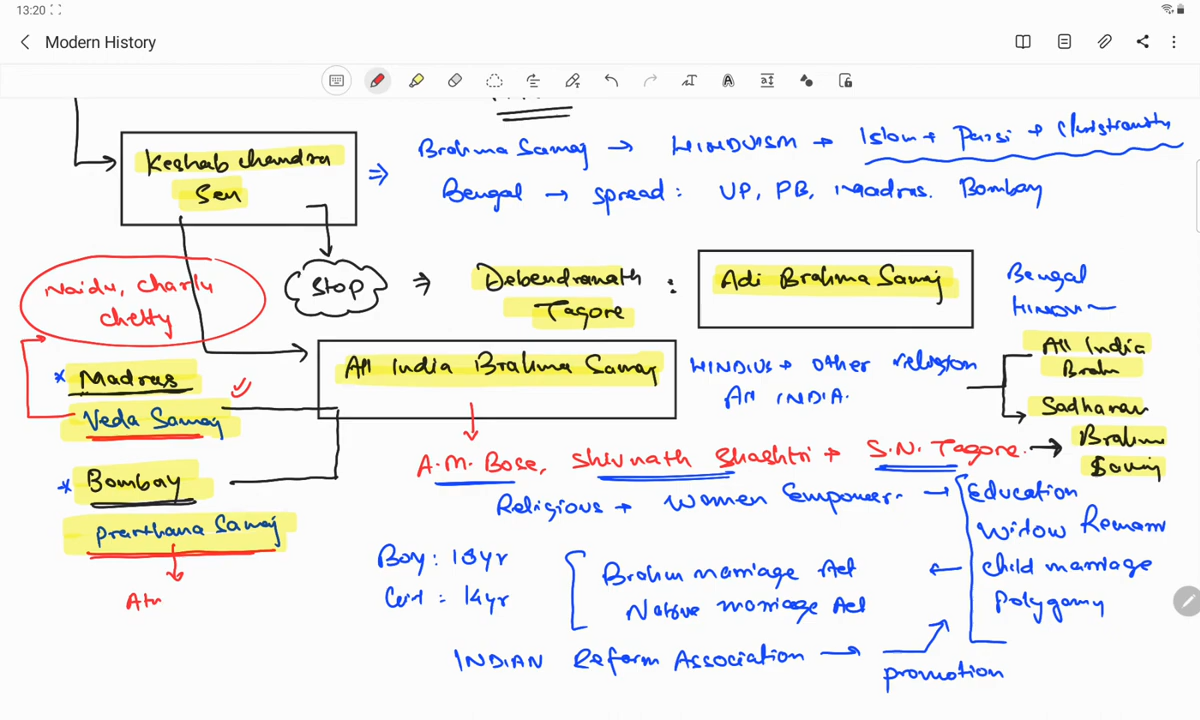 13:20
Modern History
Keshab Chandra
Sen
Brahma Samaj → HINDUISM → Islam + Parsi + Christianity
Bengal → spread : UP, PB, Madras. Bombay
Stop
Debendranath
Tagore :
Adi Brahma Samaj
Bengal
HINDU
Naidu, Charlu
chetty
* Madras
Veda Samaj
* Bombay
Prarthana Samaj
Atm
All India Brahma Samaj
HINDUS + other religion
All INDIA.
All India
Brahm
Sadharan
Brahma
Samaj
A.M. Bose, Shivnath Shashtri + S.N. Tagore. →
Religious + Women Empower. →
Education
Widow Remarr
child marriage
polygamy
Boy : 18yr
Girl : 14yr
Brahm marriage Act
Native marriage Act
INDIAN Reform Association →
promotion